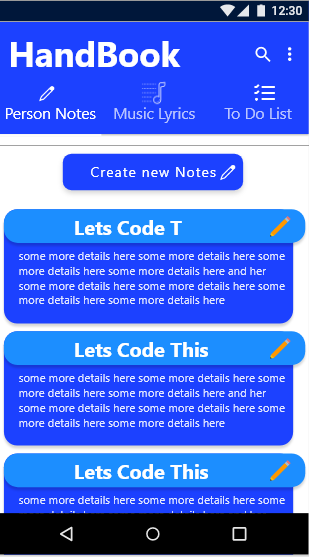 12:30
HandBook
Person Notes
Music Lyrics
To Do List
Create new Notes
Lets Code T
some more details here some more details here some
more details here some more details here and her
some more details here some more details here some
more details here some more details here
Lets Code This
some more details here some more details here some
more details here some more details here and her
some more details here some more details here some
more details here some more details here
Lets Code This
some more details here some more details here some